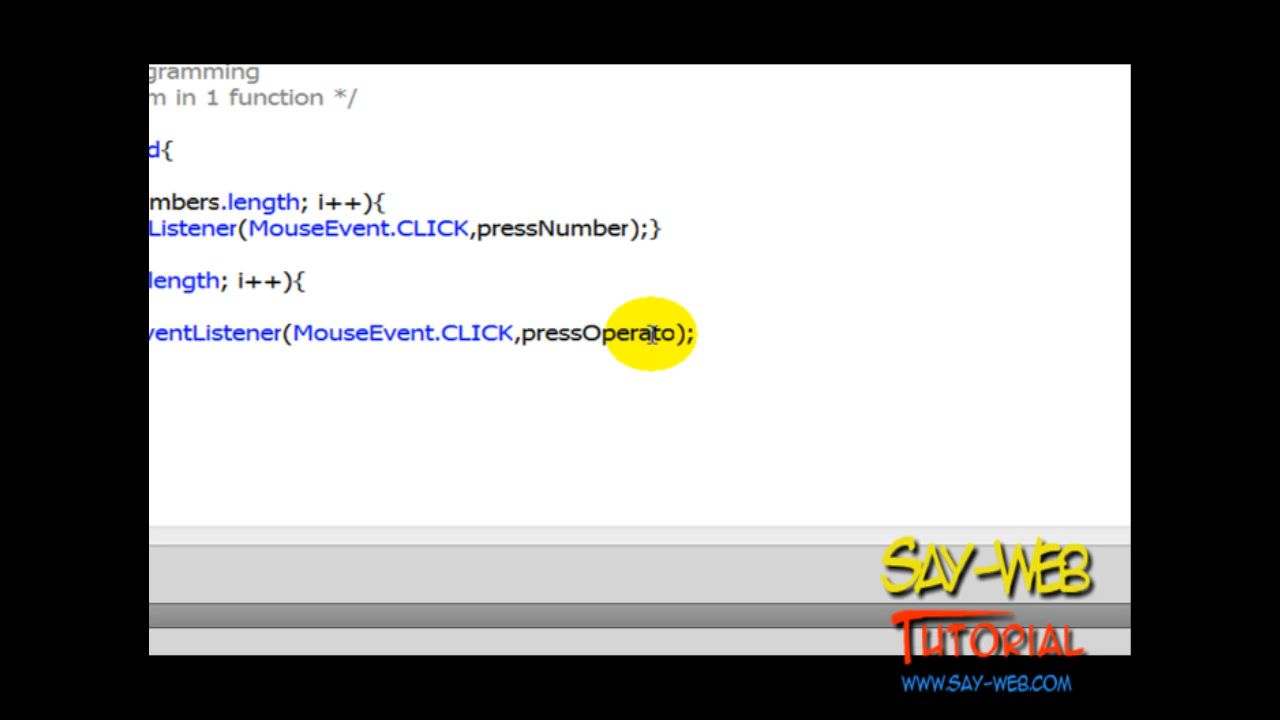 gramming
m in 1 function */
d{
mbers.length; i++){
Listener(MouseEvent.CLICK,pressNumber);}
length; i++){
ventListener(MouseEvent.CLICK,pressOperato);
SAY-WEB
TUTORIAL
WWW.SAY-WEB.COM